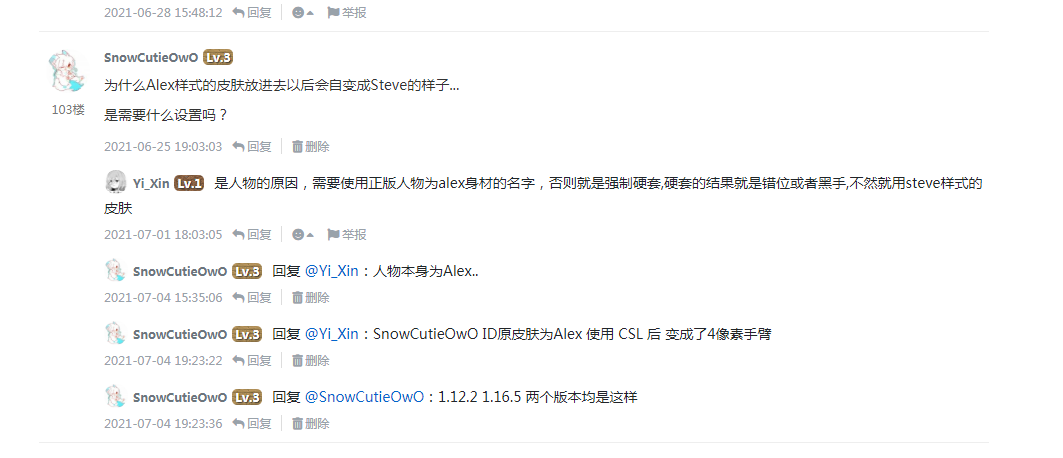 2021-06-28 15:48:12 回复 举报
SnowCutieOwO Lv.3
为什么Alex样式的皮肤放进去以后会自变成Steve的样子...
103楼
是需要什么设置吗？
2021-06-25 19:03:03 回复 删除
Yi_Xin Lv.1 是人物的原因，需要使用正版人物为alex身材的名字，否则就是强制硬套,硬套的结果就是错位或者黑手,不然就用steve样式的
皮肤
2021-07-01 18:03:05 回复 举报
SnowCutieOwO Lv.3 回复 @Yi_Xin：人物本身为Alex..
2021-07-04 15:35:06 回复 删除
SnowCutieOwO Lv.3 回复 @Yi_Xin：SnowCutieOwO ID原皮肤为Alex 使用 CSL 后 变成了4像素手臂
2021-07-04 19:23:22 回复 删除
SnowCutieOwO Lv.3 回复 @SnowCutieOwO：1.12.2 1.16.5 两个版本均是这样
2021-07-04 19:23:36 回复 删除